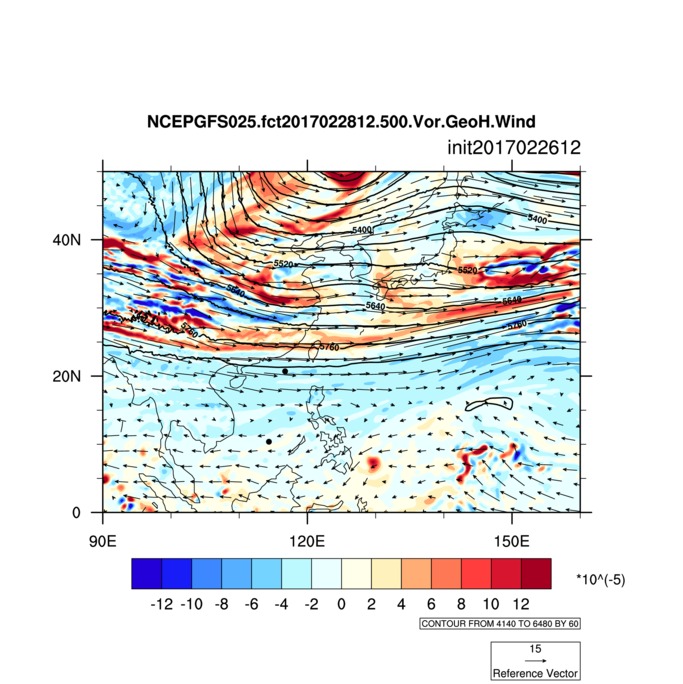 NCEPGFS025.fct2017022812.500.Vor.GeoH.Wind
init2017022612
5400
5400
40N
5520
5520
5640
5640
5640
5760
5760
5760
20N
0
90E 120E 150E
*10^(-5)
-12 -10 -8 -6 -4 -2 0 2 4 6 8 10 12
CONTOUR FROM 4140 TO 6480 BY 60
15
Reference Vector